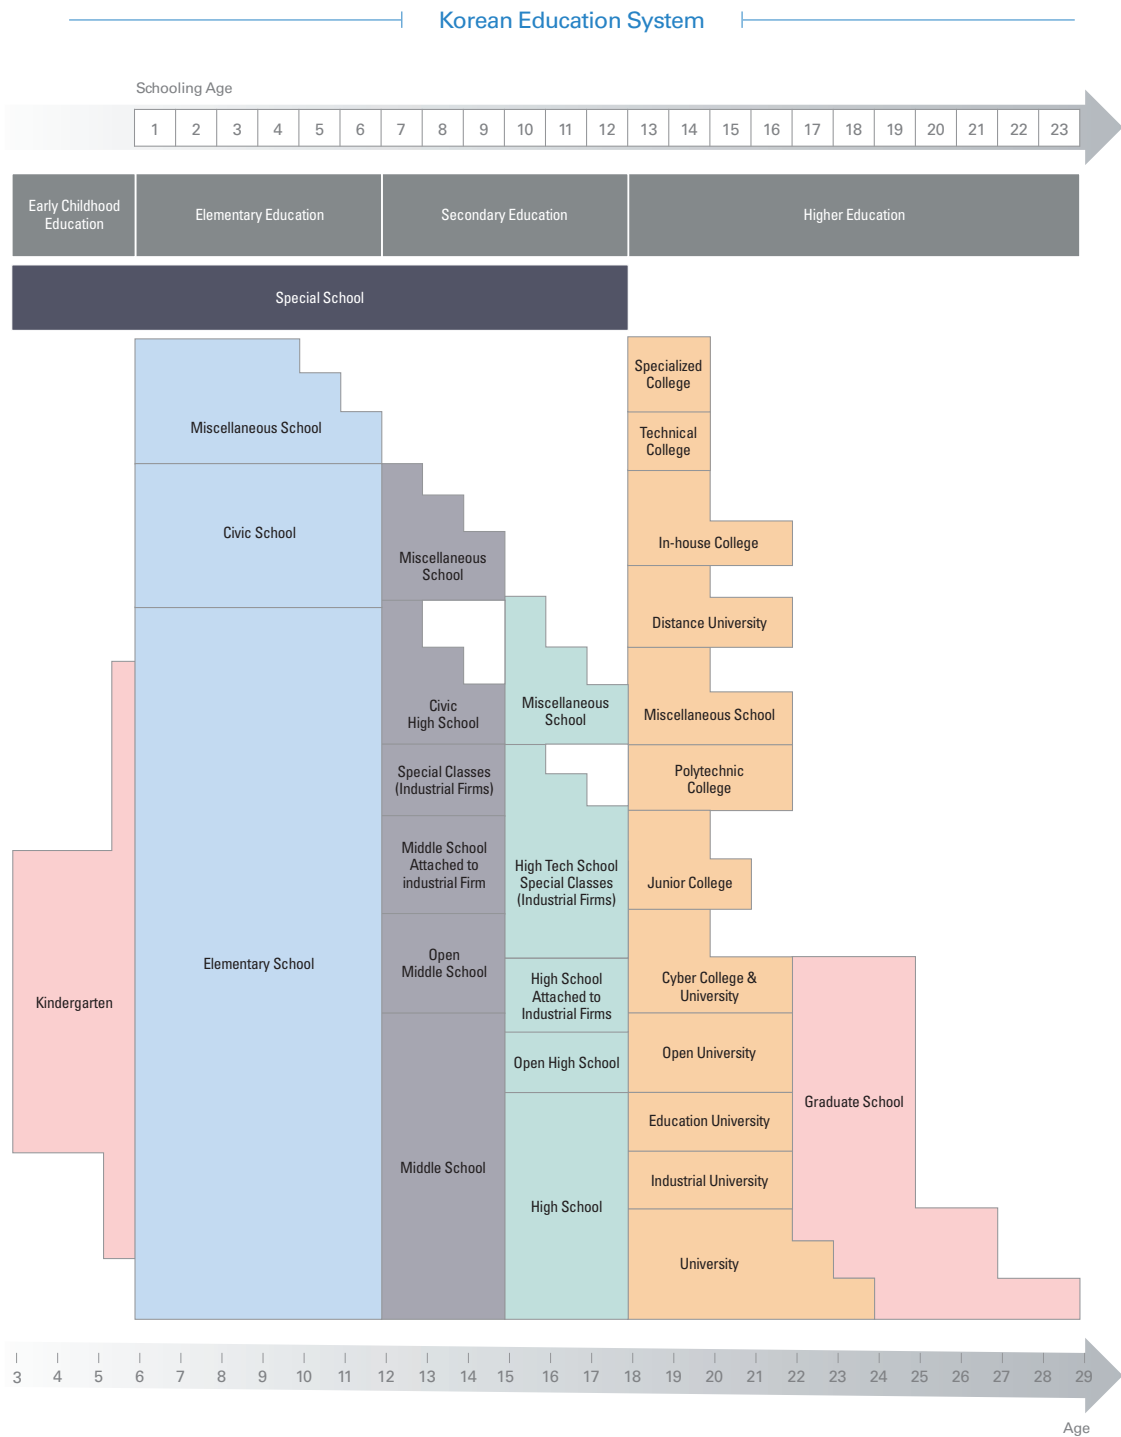 Korean Education System
Schooling Age
1 2 3 4 5 6 7 8 9 10 11 12 13 14 15 16 17 18 19 20 21 22 23
Early Childhood
Education
Elementary Education
Secondary Education
Higher Education
Special School
Miscellaneous School
Civic School
Elementary School
Kindergarten
Miscellaneous
School
Civic
High School
Special Classes
(Industrial Firms)
Middle School
Attached to
industrial Firm
Open
Middle School
Middle School
Miscellaneous
School
High Tech School
Special Classes
(Industrial Firms)
High School
Attached to
Industrial Firms
Open High School
High School
Specialized
College
Technical
College
In-house College
Distance University
Miscellaneous School
Polytechnic
College
Junior College
Cyber College &
University
Open University
Education University
Industrial University
University
Graduate School
3 4 5 6 7 8 9 10 11 12 13 14 15 16 17 18 19 20 21 22 23 24 25 26 27 28 29
Age